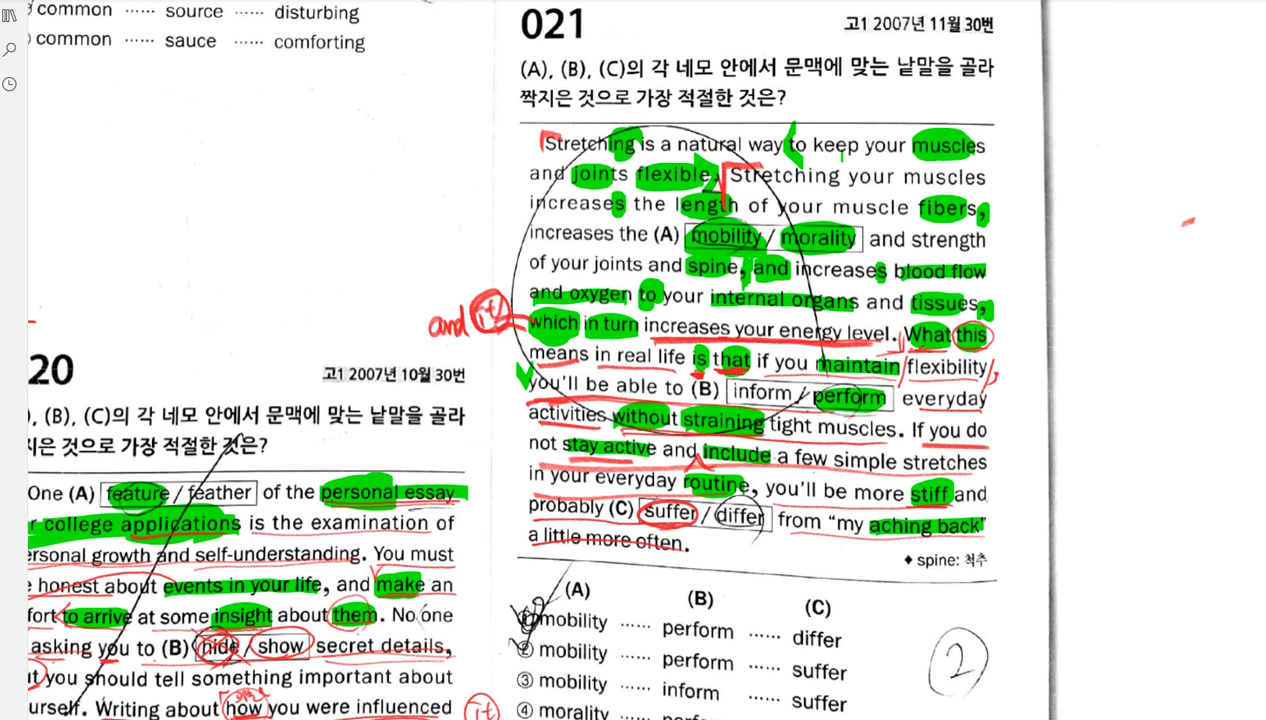 common ...... source ...... disturbing
common ...... sauce ...... comforting
20
고1 2007년 10월 30번
), (B), (C)의 각 네모 안에서 문맥에 맞는 낱말을 골라
지은 것으로 가장 적절한 것은?
One (A) feature / feather of the personal essay
r college applications is the examination of
ersonal growth and self-understanding. You must
e honest about events in your life, and make an
fort to arrive at some insight about them. No one
asking you to (B) hide / show secret details,
ut you should tell something important about
urself. Writing about how you were influenced
it
021
고1 2007년 11월 30번
(A), (B), (C)의 각 네모 안에서 문맥에 맞는 낱말을 골라
짝지은 것으로 가장 적절한 것은?
Stretching is a natural way to keep your muscles
and joints flexible. Stretching your muscles
increases the length of your muscle fibers,
increases the (A) mobility / morality and strength
of your joints and spine, and increases blood flow
and oxygen to your internal organs and tissues,
and it
which in turn increases your energy level. What this
means in real life is that if you maintain flexibility,
you'll be able to (B) inform / perform everyday
activities without straining tight muscles. If you do
not stay active and include a few simple stretches
in your everyday routine, you'll be more stiff and
probably (C) suffer / differ from "my aching back"
a little more often.
♦ spine: 척추
(A) (B) (C)
① mobility ...... perform ...... differ
② mobility ...... perform ...... suffer
③ mobility ...... inform ...... suffer
④ morality
2